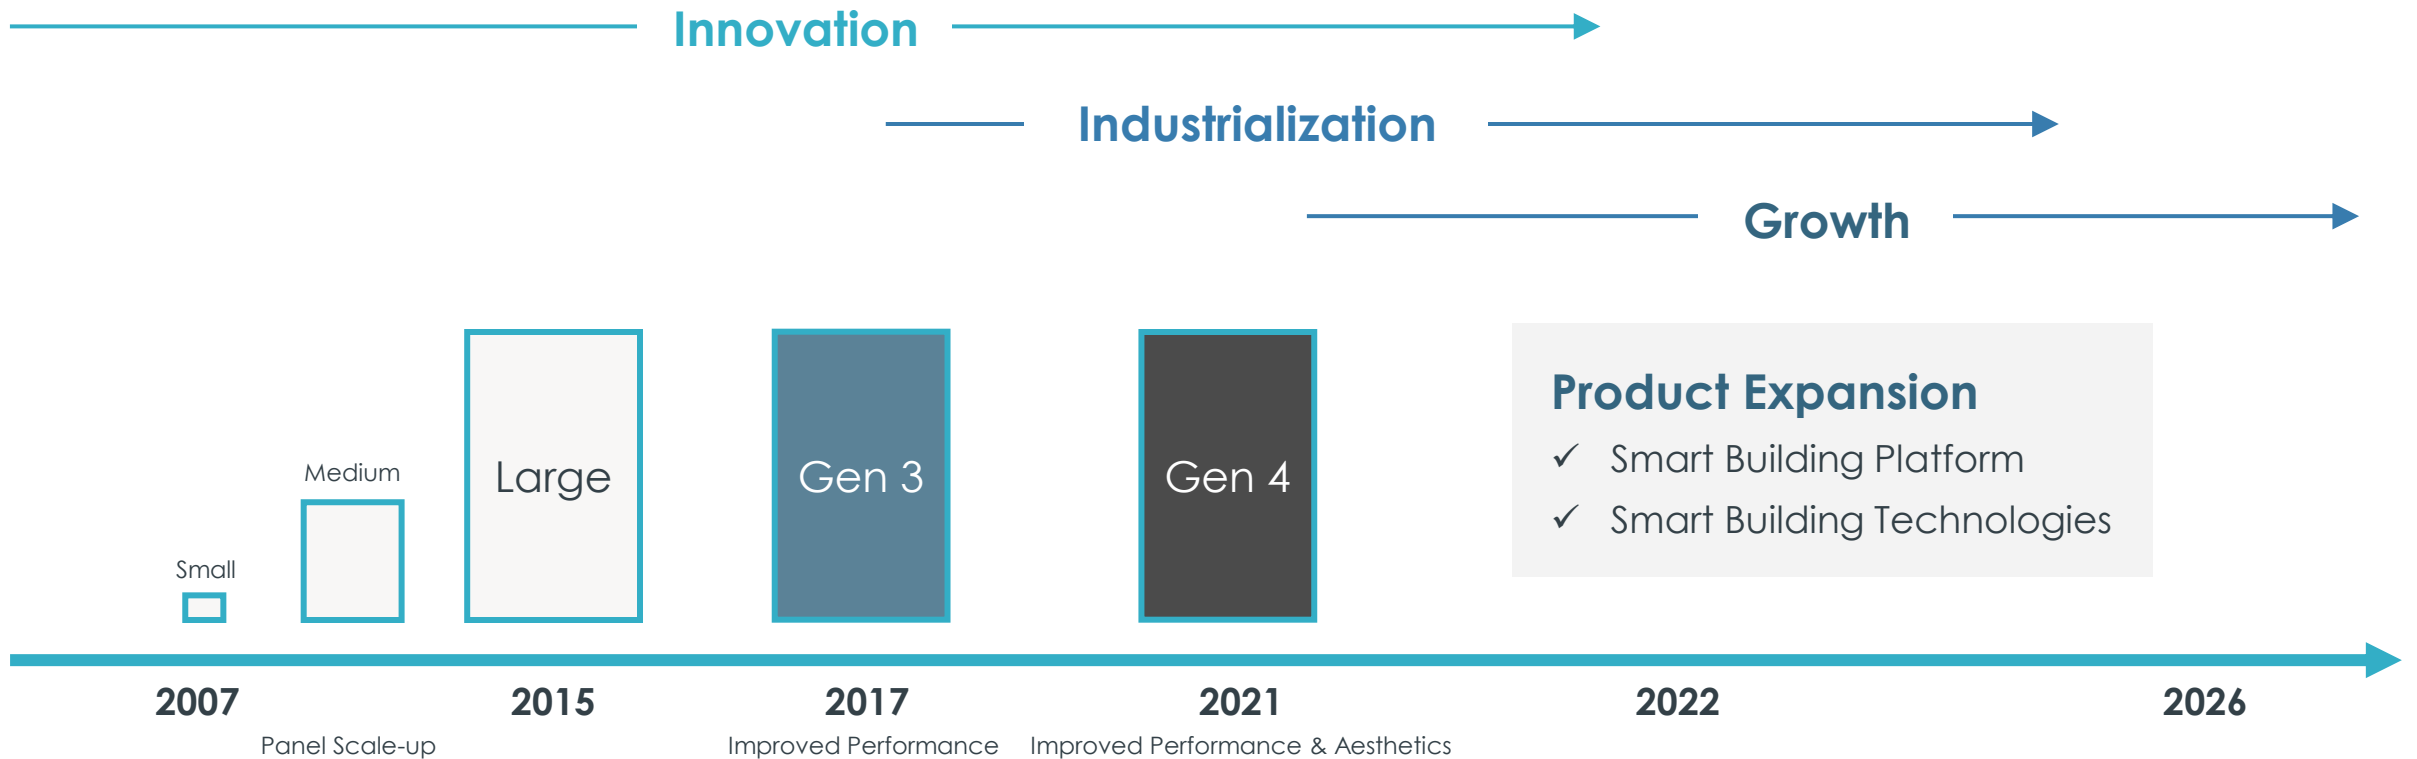 Innovation
Industrialization
Growth
Small
Medium
Large
Gen 3
Gen 4
Product Expansion
✓ Smart Building Platform
✓ Smart Building Technologies
2007
2015
2017
2021
2022
2026
Panel Scale-up
Improved Performance
Improved Performance & Aesthetics